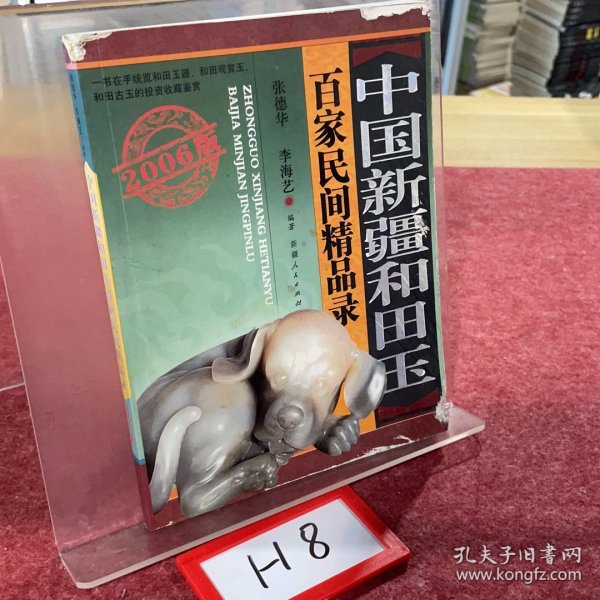 一书在手统览和田玉器、和田观赏玉、
和田古玉的投资收藏鉴赏
2006版
中国新疆和田玉
百家民间精品录
张德华 李海艺 编著
新疆人民出版社
ZHONGGUO XINJIANG HETIANYU
BAIJIA MINJIAN JINGPINLU
H8
孔夫子旧书网
www.kongfz.com